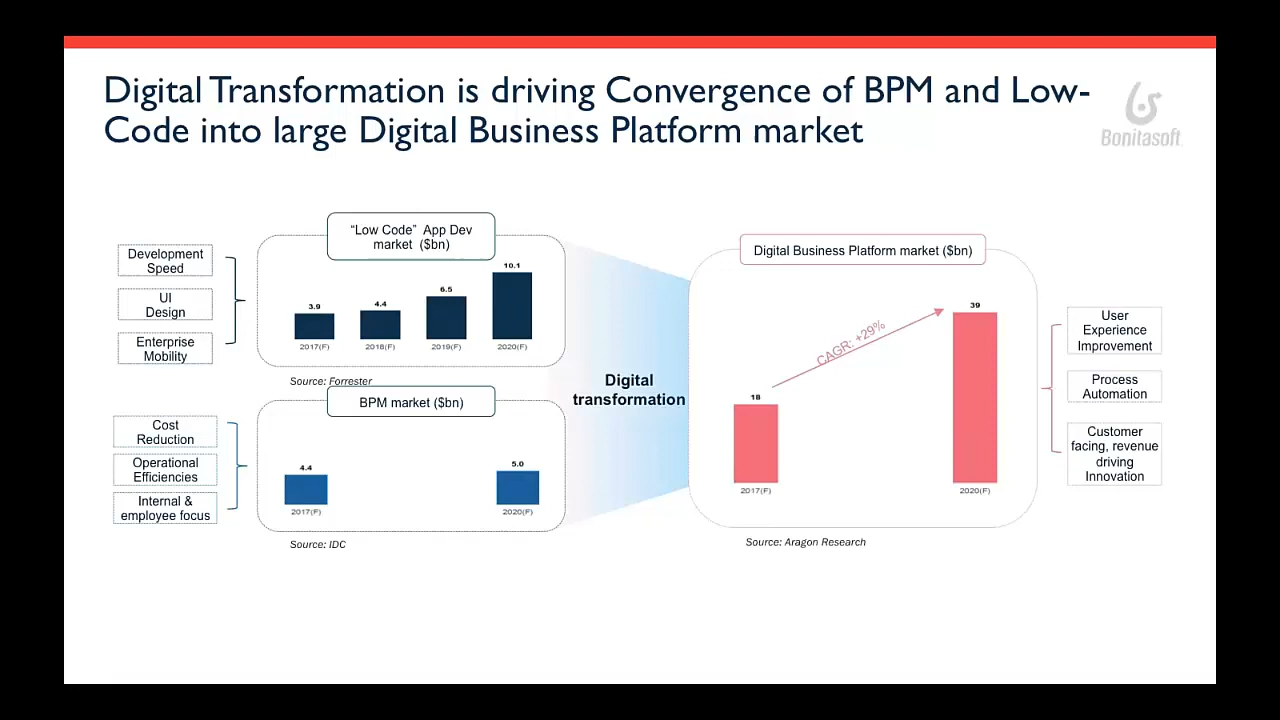 Digital Transformation is driving Convergence of BPM and Low-
Code into large Digital Business Platform market
Bonitasoft
"Low Code" App Dev
market ($bn)
Development
Speed
UI
Design
Enterprise
Mobility
10.1
6.5
4.4
3.9
2017(F) 2018(F) 2019(F) 2020(F)
Source: Forrester
BPM market ($bn)
Cost
Reduction
Operational
Efficiencies
Internal &
employee focus
4.4 5.0
2017(F) 2020(F)
Source: IDC
Digital
transformation
Digital Business Platform market ($bn)
39
CAGR: +29%
18
2017(F) 2020(F)
Source: Aragon Research
User
Experience
Improvement
Process
Automation
Customer
facing, revenue
driving
Innovation